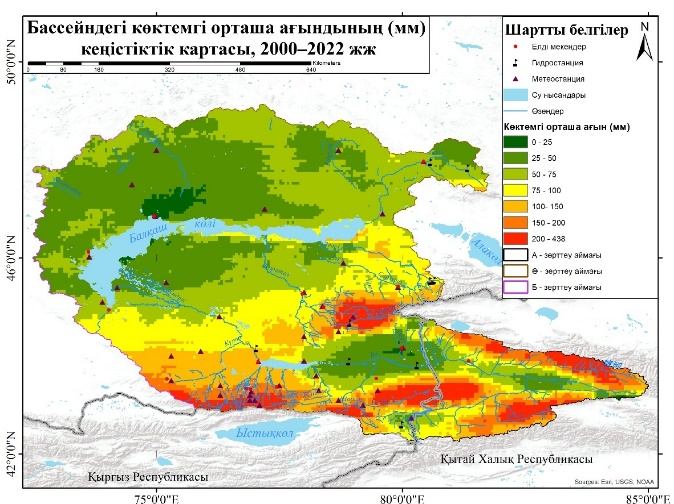 Бассейндегі көктемгі орташа ағындының (мм)
кеңістіктік картасы, 2000–2022 жж
0 80 160 320 480 640 Kilometers
Шартты белгілер
N
Елді мекендер
Гидростанция
Метеостанция
Су нысандары
Өзендер
Көктемгі орташа ағын (мм)
0 - 25
25 - 50
50 - 75
75 - 100
100- 150
150 - 200
200 - 438
А - зерттеу аймағы
Ә - зерттеу аймағы
Б - зерттеу аймағы
50°0'0"N
46°0'0"N
42°0'0"N
Балқаш көлі
Ыстықкөл
Қырғыз Республикасы
Қытай Халық Республикасы
Sources: Esri, USGS, NOAA
75°0'0"E
80°0'0"E
85°0'0"E